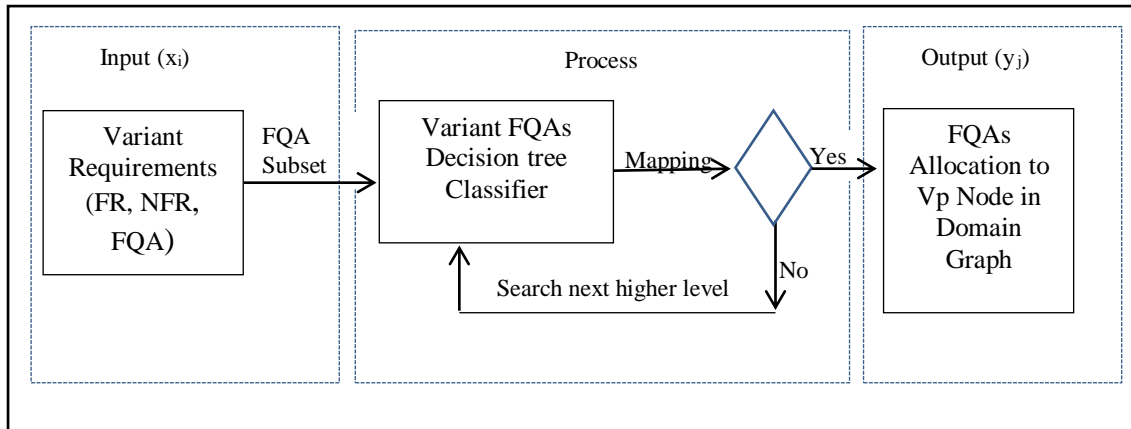 Input (xi)
Variant
Requirements
(FR, NFR,
FQA)
FQA
Subset
Process
Variant FQAs
Decision tree
Classifier
Mapping
Yes
No
Search next higher level
Output (yj)
FQAs
Allocation to
Vp Node in
Domain
Graph